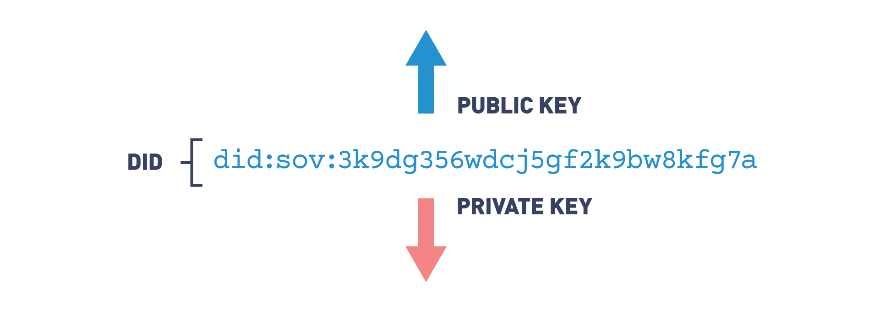 PUBLIC KEY
DID did:sov:3k9dg356wdcj5gf2k9bw8kfg7a
PRIVATE KEY